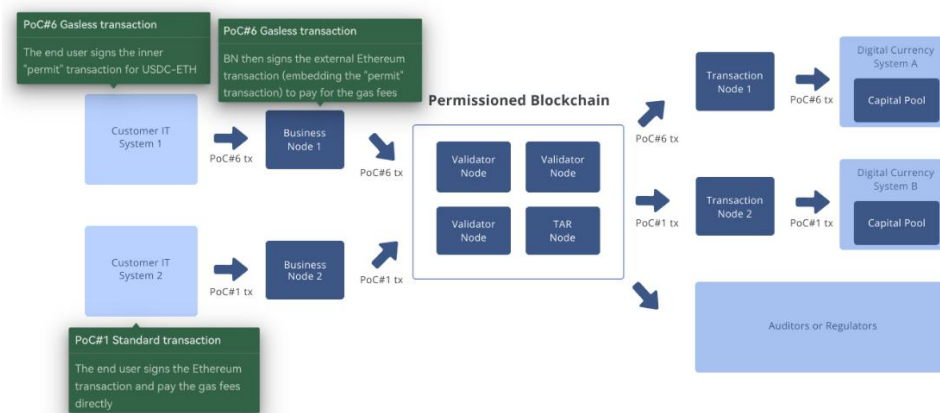 PoC#6 Gasless transaction
The end user signs the inner
"permit" transaction for USDC-ETH
PoC#6 Gasless transaction
BN then signs the external Ethereum
transaction (embedding the "permit"
transaction) to pay for the gas fees
Permissioned Blockchain
Customer IT
System 1
PoC#6 tx
Business
Node 1
PoC#6 tx
Validator
Node
Validator
Node
Validator
Node
TAR
Node
PoC#6 tx
Transaction
Node 1
PoC#6 tx
Digital Currency
System A
Capital Pool
Customer IT
System 2
PoC#1 tx
Business
Node 2
PoC#1 tx
PoC#1 tx
Transaction
Node 2
PoC#1 tx
Digital Currency
System B
Capital Pool
Auditors or Regulators
PoC#1 Standard transaction
The end user signs the Ethereum
transaction and pay the gas fees
directly